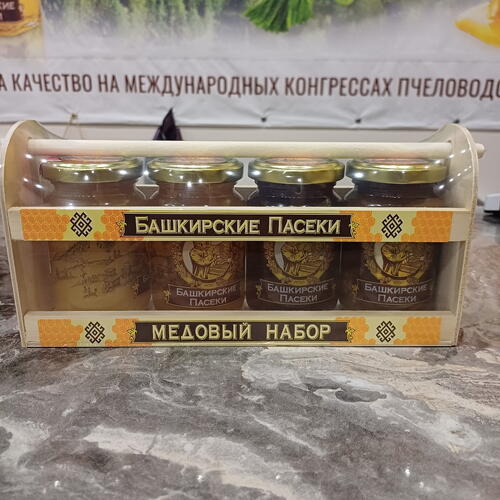 А КАЧЕСТВО НА МЕЖДУНАРОДНЫХ КОНГРЕССАХ ПЧЕЛОВОДО
БАШКИРСКИЕ ПАСЕКИ
БАШКИРСКИЕ
ПАСЕКИ
БАШКИРСКИЕ
ПАСЕКИ
БАШКИРСКИЕ
ПАСЕКИ
МЕДОВЫЙ НАБОР